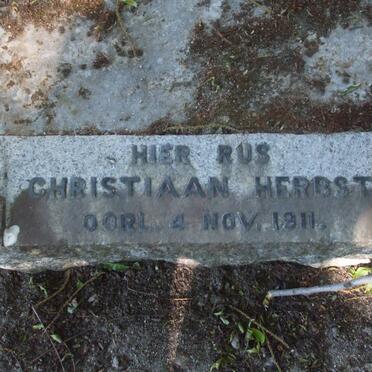 HIER RUS
CHRISTIAAN HERBST
OORL. 4 NOV. 1911.